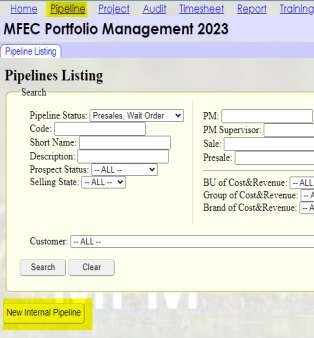 Home Pipeline Project Audit Timesheet Report Training
MFEC Portfolio Management 2023
Pipeline Listing
Pipelines Listing
Search
Pipeline Status: Presales, Wait Order
Code:
Short Name:
Description:
Prospect Status: -- ALL --
Selling State: -- ALL --
PM:
PM Supervisor:
Sale:
Presale:
BU of Cost&Revenue: -- ALL
Group of Cost&Revenue:
Brand of Cost&Revenue:
Customer: -- ALL --
Search Clear
New Internal Pipeline